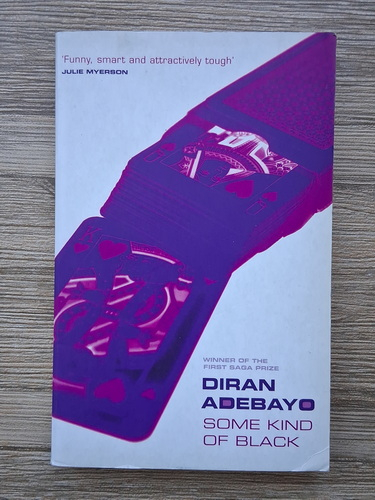 'Funny, smart and attractively tough'
JULIE MYERSON
WINNER OF THE
FIRST SAGA PRIZE
DIRAN
ADEBAYO
SOME KIND
OF BLACK